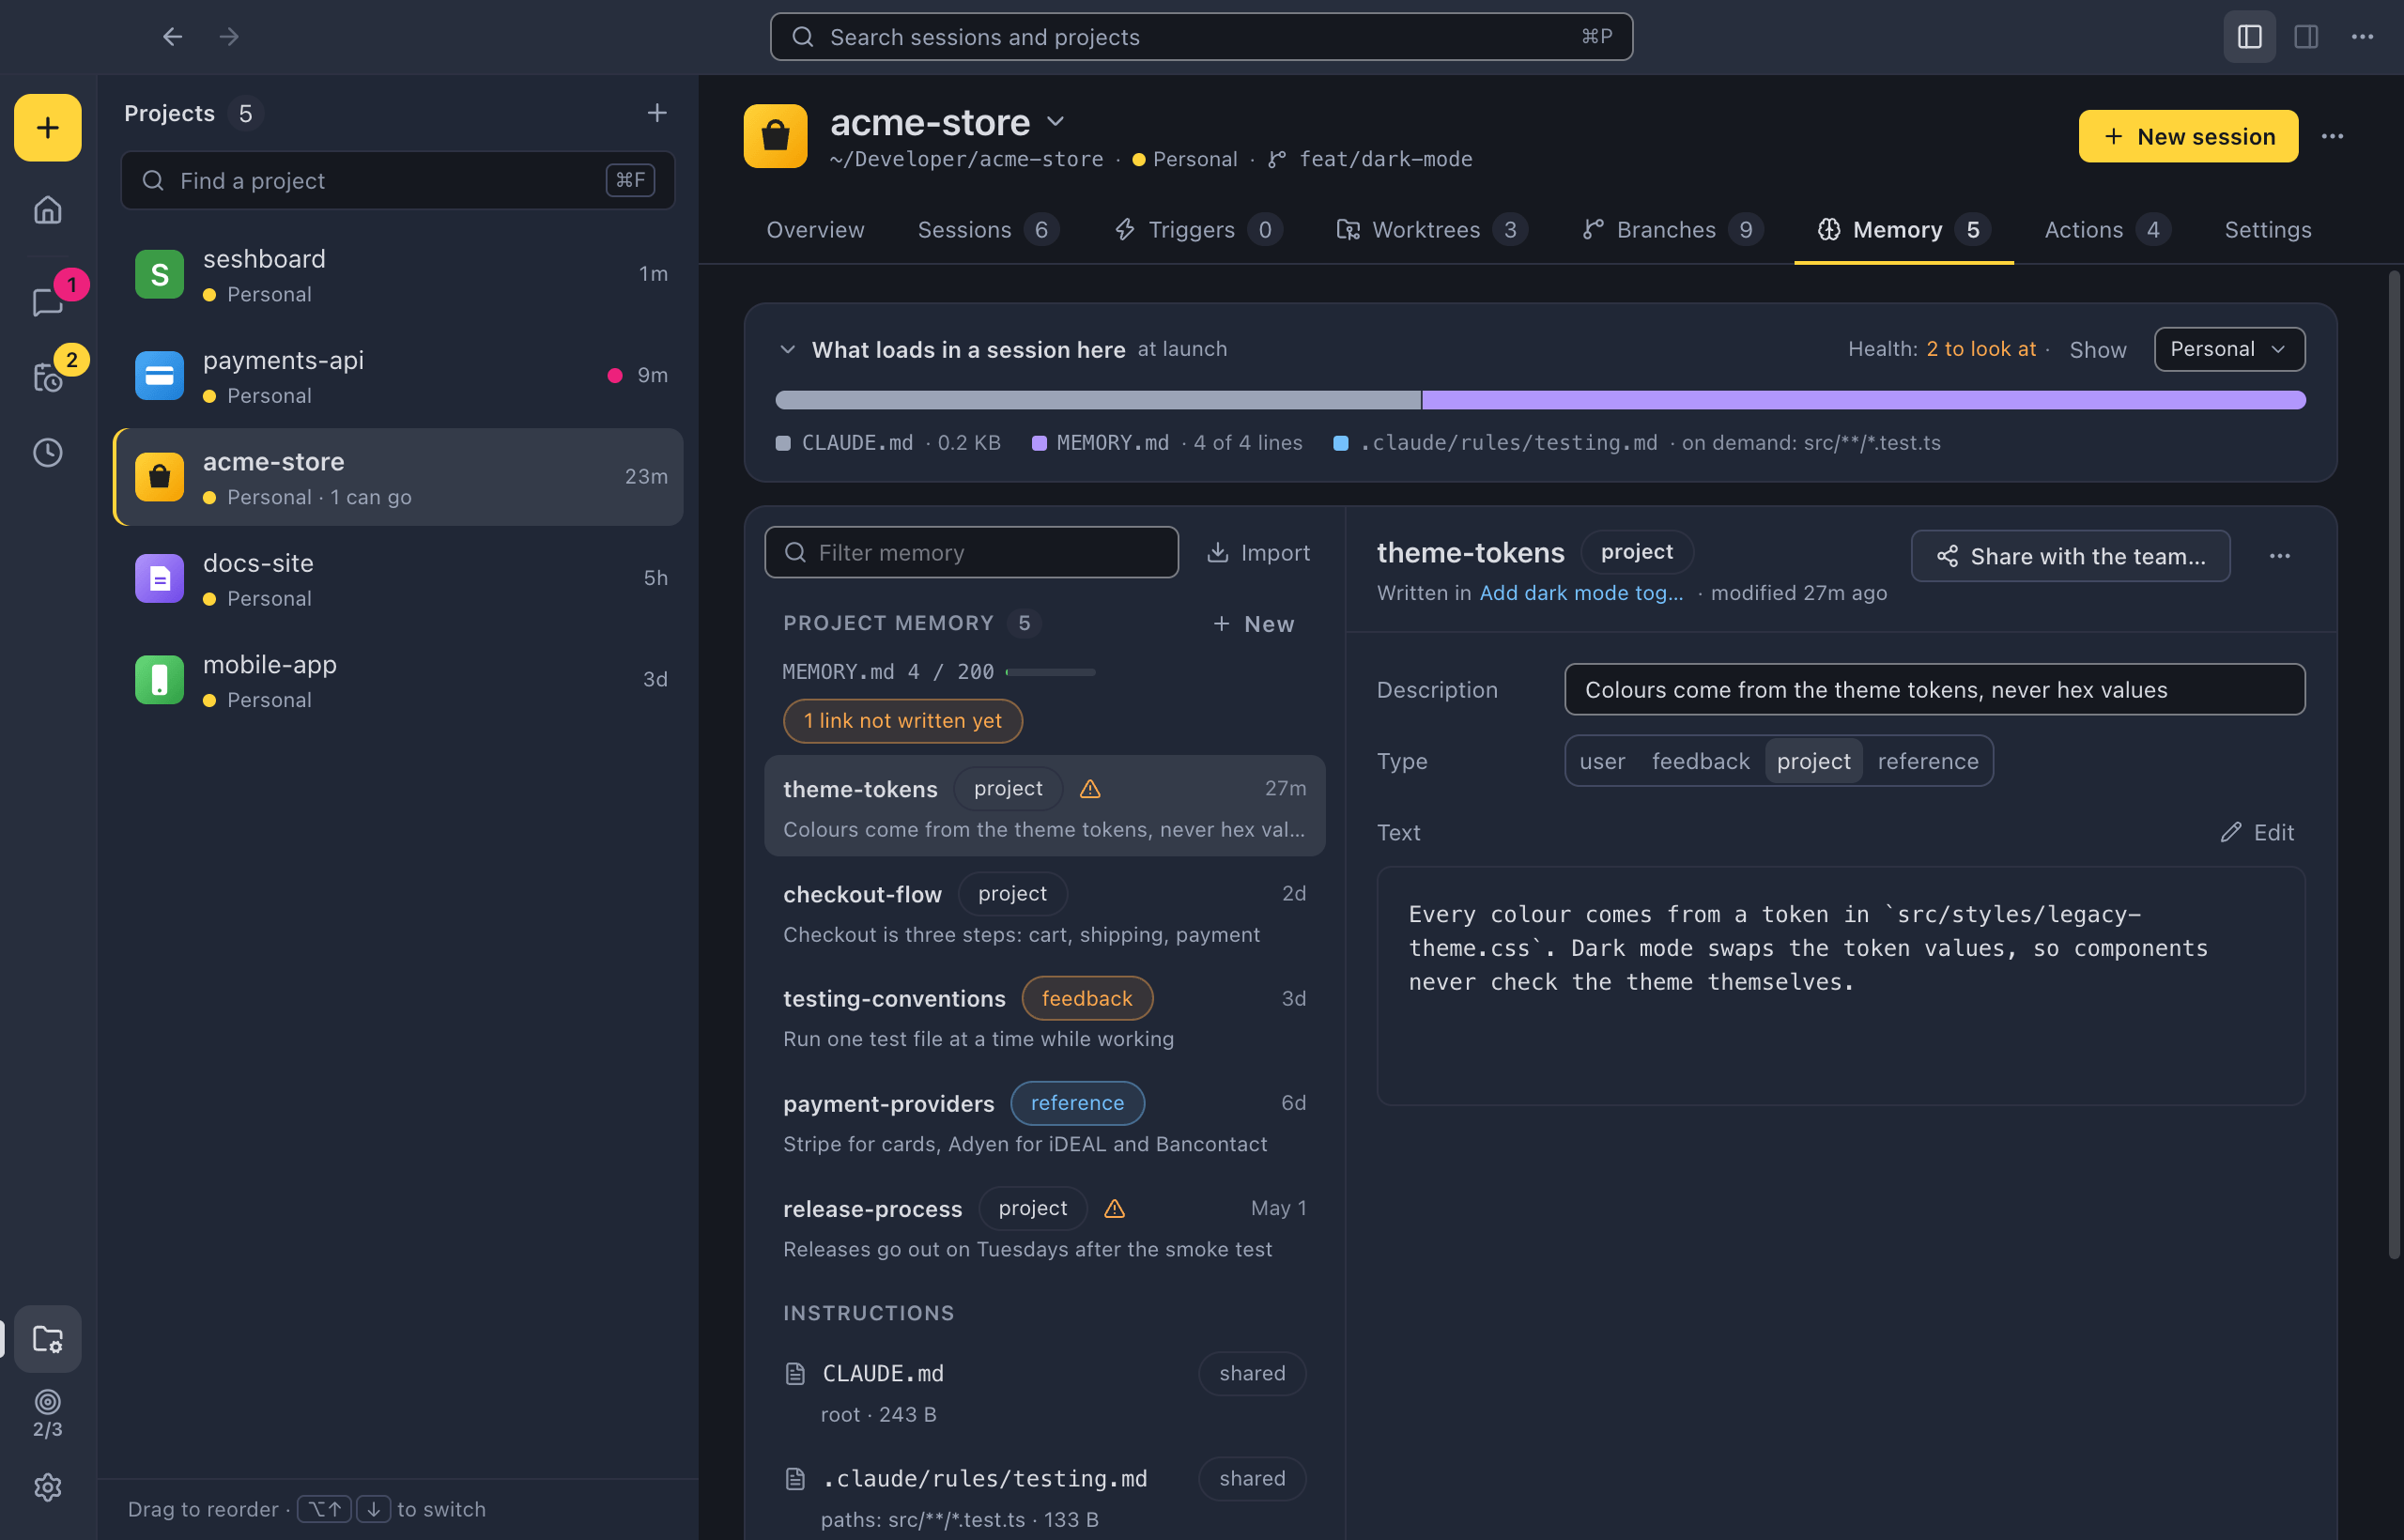 Search sessions and projects ⌘P
Projects 5
Find a project ⌘F
1
2
S
seshboard
Personal
1m
payments-api
Personal
9m
acme-store
Personal · 1 can go
23m
docs-site
Personal
5h
mobile-app
Personal
3d
2/3
Drag to reorder · ⌥↑ ↓ to switch
acme-store
~/Developer/acme-store · Personal · feat/dark-mode
New session
Overview Sessions 6 Triggers 0 Worktrees 3 Branches 9 Memory 5 Actions 4 Settings
What loads in a session here at launch
Health: 2 to look at · Show Personal
CLAUDE.md · 0.2 KB MEMORY.md · 4 of 4 lines .claude/rules/testing.md · on demand: src/**/*.test.ts
Filter memory Import
PROJECT MEMORY 5 + New
MEMORY.md 4 / 200
1 link not written yet
theme-tokens project 27m
Colours come from the theme tokens, never hex val...
checkout-flow project 2d
Checkout is three steps: cart, shipping, payment
testing-conventions feedback 3d
Run one test file at a time while working
payment-providers reference 6d
Stripe for cards, Adyen for iDEAL and Bancontact
release-process project May 1
Releases go out on Tuesdays after the smoke test
INSTRUCTIONS
CLAUDE.md shared
root · 243 B
.claude/rules/testing.md shared
paths: src/**/*.test.ts · 133 B
theme-tokens project
Share with the team...
Written in Add dark mode tog... · modified 27m ago
Description Colours come from the theme tokens, never hex values
Type user feedback project reference
Text Edit
Every colour comes from a token in `src/styles/legacy-
theme.css`. Dark mode swaps the token values, so components
never check the theme themselves.